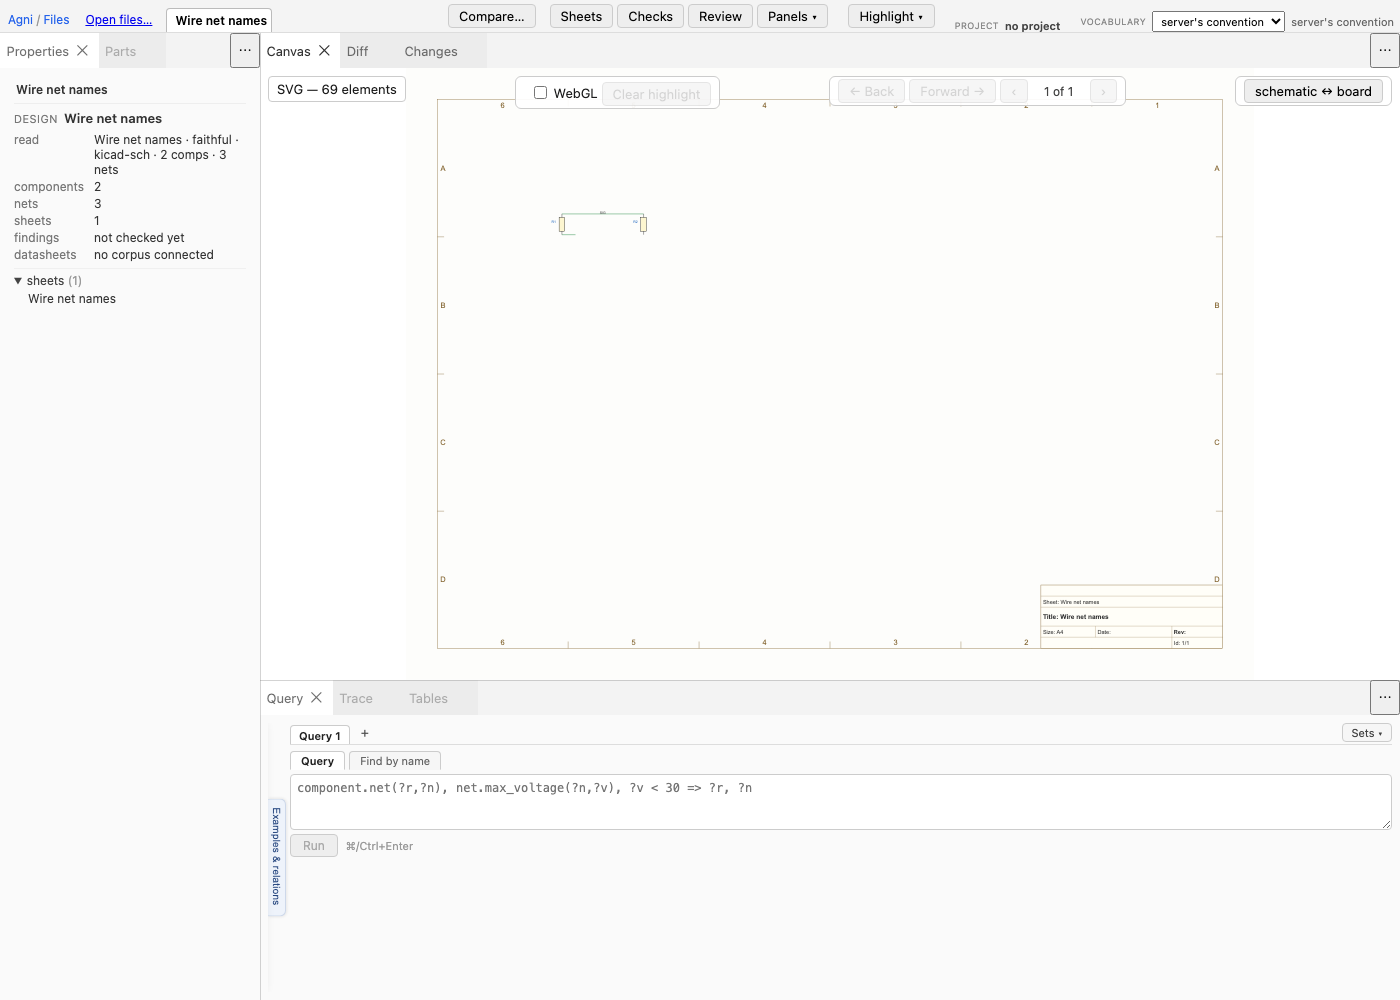 Agni / Files
Open files...
Wire net names
Compare...
Sheets
Checks
Review
Panels ▾
Highlight ▾
PROJECT no project
VOCABULARY
server's convention
server's convention
Properties
Parts
...
Canvas
Diff
Changes
...
Wire net names
DESIGN Wire net names
read Wire net names · faithful ·
kicad-sch · 2 comps · 3
nets
components 2
nets 3
sheets 1
findings not checked yet
datasheets no corpus connected
▼ sheets (1)
Wire net names
SVG — 69 elements
WebGL
Clear highlight
← Back
Forward →
‹
1 of 1
›
schematic ↔ board
6
4
1
A
A
B
B
C
C
D
D
Sheet: Wire net names
Title: Wire net names
Size: A4
Date:
Rev:
Id: 1/1
6
5
4
3
2
Query
Trace
Tables
...
Query 1
+
Sets ▾
Query
Find by name
component.net(?r,?n), net.max_voltage(?n,?v), ?v < 30 => ?r, ?n
Run
⌘/Ctrl+Enter
Examples & relations